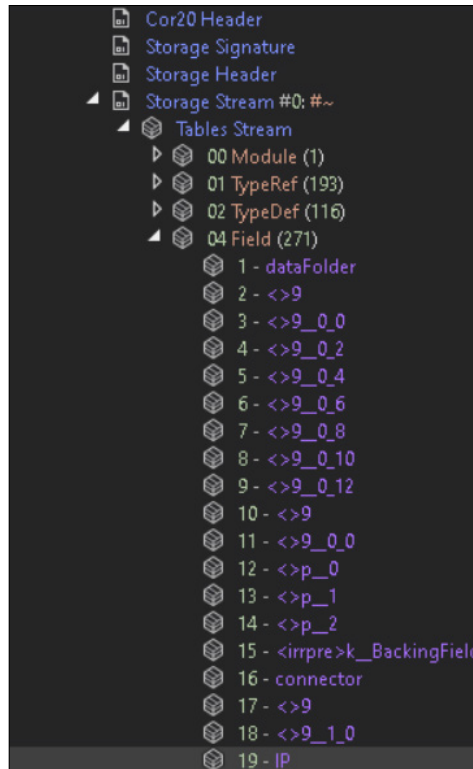 Cor20 Header
Storage Signature
Storage Header
Storage Stream #0: #~
Tables Stream
00 Module (1)
01 TypeRef (193)
02 TypeDef (116)
04 Field (271)
1 - dataFolder
2 - <>9
3 - <>9__0_0
4 - <>9__0_2
5 - <>9__0_4
6 - <>9__0_6
7 - <>9__0_8
8 - <>9__0_10
9 - <>9__0_12
10 - <>9
11 - <>9__0_0
12 - <>p__0
13 - <>p__1
14 - <>p__2
15 - <irrpre>k__BackingField
16 - connector
17 - <>9
18 - <>9__1_0
19 - IP